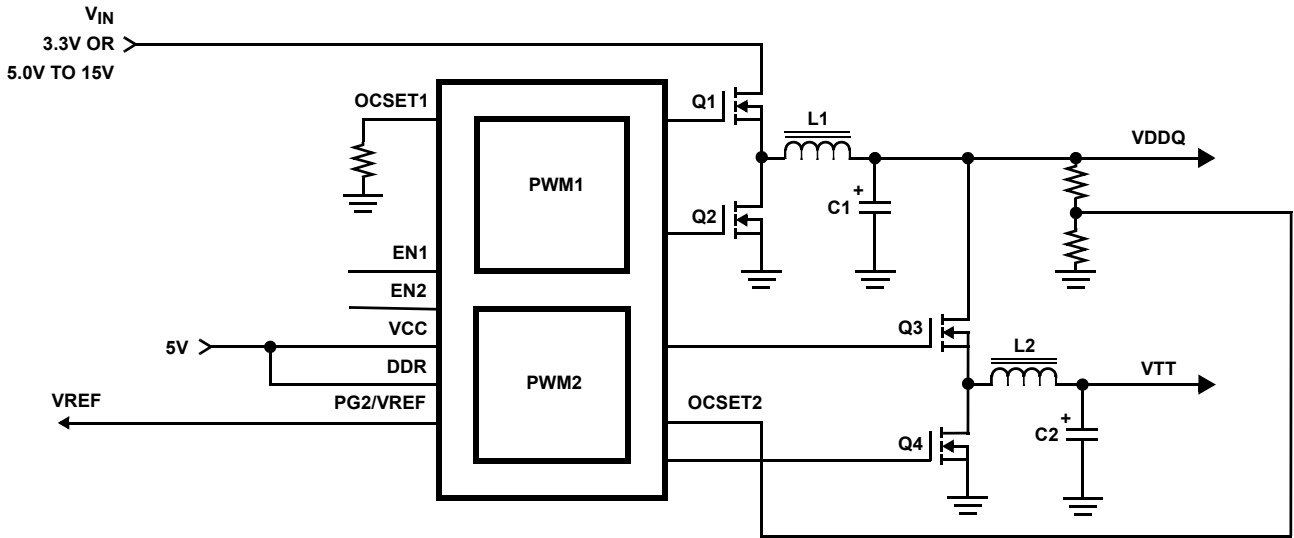 VIN
3.3V OR
5.0V TO 15V
OCSET1
Q1
L1
VDDQ
PWM1
Q2
+
C1
EN1
EN2
VCC
5V
DDR
Q3
L2
PWM2
VTT
VREF
PG2/VREF
OCSET2
+
C2
Q4